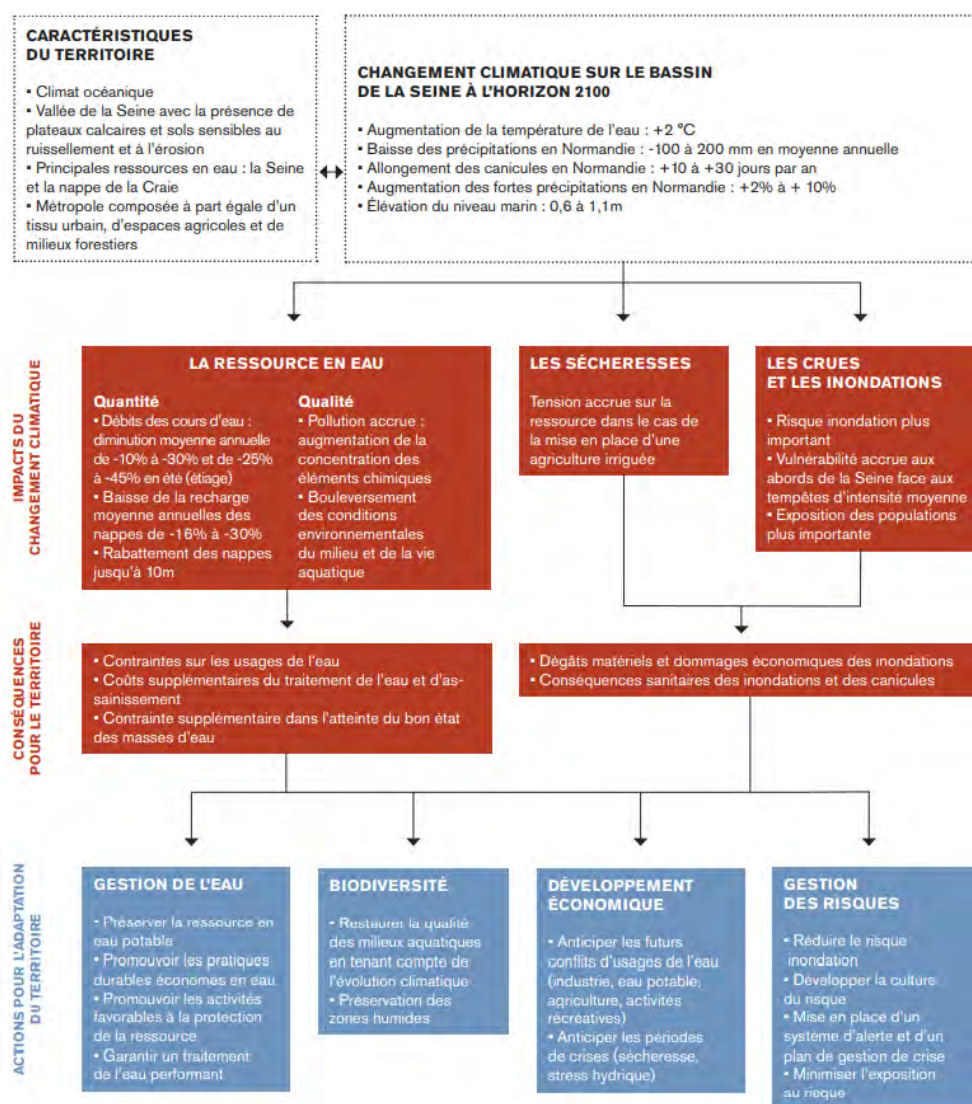 CARACTÉRISTIQUES
DU TERRITOIRE
▪ Climat océanique
▪ Vallée de la Seine avec la présence de
plateaux calcaires et sols sensibles au
ruissellement et à l'érosion
▪ Principales ressources en eau : la Seine
et la nappe de la Craie
▪ Métropole composée à part égale d'un
tissu urbain, d'espaces agricoles et de
milieux forestiers
CHANGEMENT CLIMATIQUE SUR LE BASSIN
DE LA SEINE À L'HORIZON 2100
▪ Augmentation de la température de l'eau : +2 °C
▪ Baisse des précipitations en Normandie : -100 à 200 mm en moyenne annuelle
▪ Allongement des canicules en Normandie : +10 à +30 jours par an
▪ Augmentation des fortes précipitations en Normandie : +2% à + 10%
▪ Élévation du niveau marin : 0,6 à 1,1m
IMPACTS DU
CHANGEMENT CLIMATIQUE
LA RESSOURCE EN EAU
Quantité
▪ Débits des cours d'eau :
diminution moyenne annuelle
de -10% à -30% et de -25%
à -45% en été (étiage)
▪ Baisse de la recharge
moyenne annuelles des
nappes de -16% à -30%
▪ Rabattement des nappes
jusqu'à 10m
Qualité
▪ Pollution accrue :
augmentation de la
concentration des
éléments chimiques
▪ Bouleversement
des conditions
environnementales
du milieu et de la vie
aquatique
LES SÉCHERESSES
Tension accrue sur la
ressource dans le cas de
la mise en place d'une
agriculture irriguée
LES CRUES
ET LES INONDATIONS
▪ Risque inondation plus
important
▪ Vulnérabilité accrue aux
abords de la Seine face aux
tempêtes d'intensité moyenne
▪ Exposition des populations
plus importante
CONSÉQUENCES
POUR LE TERRITOIRE
▪ Contraintes sur les usages de l'eau
▪ Coûts supplémentaires du traitement de l'eau et d'as-
sainissement
▪ Contrainte supplémentaire dans l'atteinte du bon état
des masses d'eau
▪ Dégâts matériels et dommages économiques des inondations
▪ Conséquences sanitaires des inondations et des canicules
ACTIONS POUR L'ADAPTATION
DU TERRITOIRE
GESTION DE L'EAU
▪ Préserver la ressource en
eau potable
▪ Promouvoir les pratiques
durables économes en eau
▪ Promouvoir les activités
favorables à la protection
de la ressource
▪ Garantir un traitement
de l'eau performant
BIODIVERSITÉ
▪ Restaurer la qualité
des milieux aquatiques
en tenant compte de
l'évolution climatique
▪ Préservation des
zones humides
DÉVELOPPEMENT
ÉCONOMIQUE
▪ Anticiper les futurs
conflits d'usages de l'eau
(industrie, eau potable,
agriculture, activités
récréatives)
▪ Anticiper les périodes
de crises (sécheresse,
stress hydrique)
GESTION
DES RISQUES
▪ Réduire le risque
inondation
▪ Développer la culture
du risque
▪ Mise en place d'un
système d'alerte et d'un
plan de gestion de crise
▪ Minimiser l'exposition
au risque